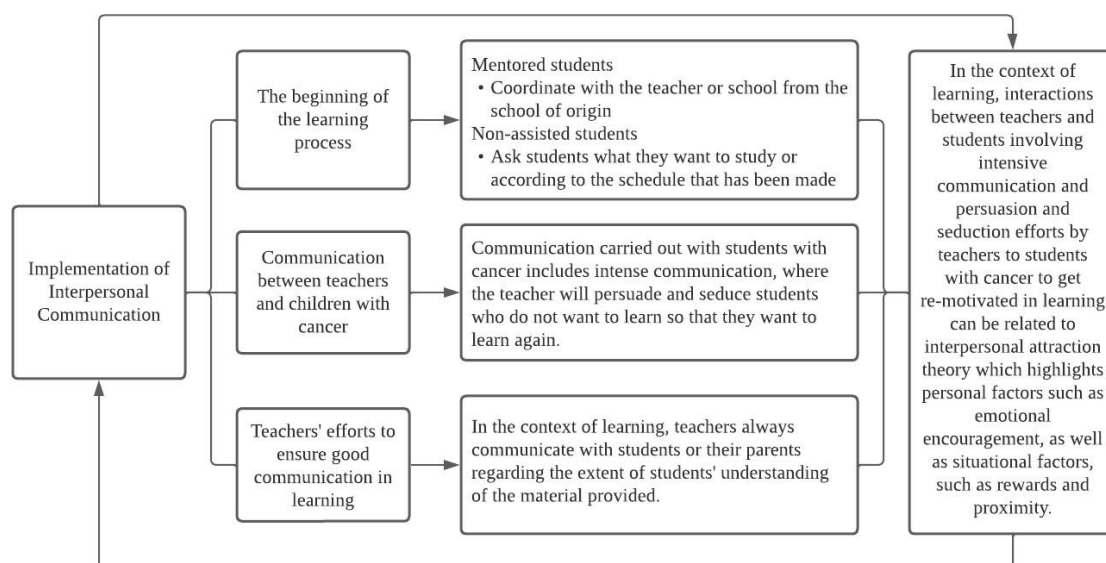 Implementation of
Interpersonal
Communication
The beginning of
the learning
process
Mentored students
• Coordinate with the teacher or school from the
school of origin
Non-assisted students
• Ask students what they want to study or
according to the schedule that has been made
Communication
between teachers
and children with
cancer
Communication carried out with students with
cancer includes intense communication, where
the teacher will persuade and seduce students
who do not want to learn so that they want to
learn again.
Teachers' efforts to
ensure good
communication in
learning
In the context of learning, teachers always
communicate with students or their parents
regarding the extent of students' understanding
of the material provided.
In the context of
learning, interactions
between teachers and
students involving
intensive
communication and
persuasion and
seduction efforts by
teachers to students
with cancer to get
re-motivated in learning
can be related to
interpersonal attraction
theory which highlights
personal factors such as
emotional
encouragement, as well
as situational factors,
such as rewards and
proximity.